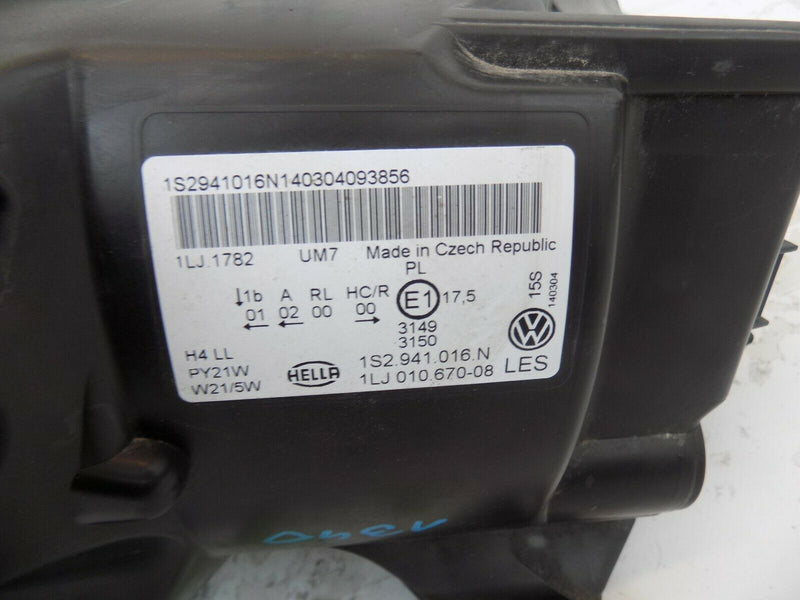 1S2941016N140304093856
1LJ.1782 UM7 Made in Czech Republic
PL
1b A RL HC/R
01 02 00 00
E1 17,5
15S
140304
3149
3150
VW
H4 LL
PY21W
W21/5W
HELLA
1S2.941.016.N
1LJ 010.670-08
LES